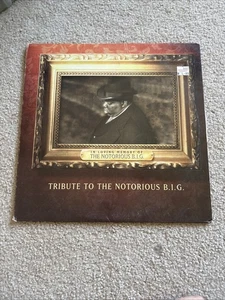 IN LOVING MEMORY OF
THE NOTORIOUS B.I.G.
TRIBUTE TO THE NOTORIOUS B.I.G.